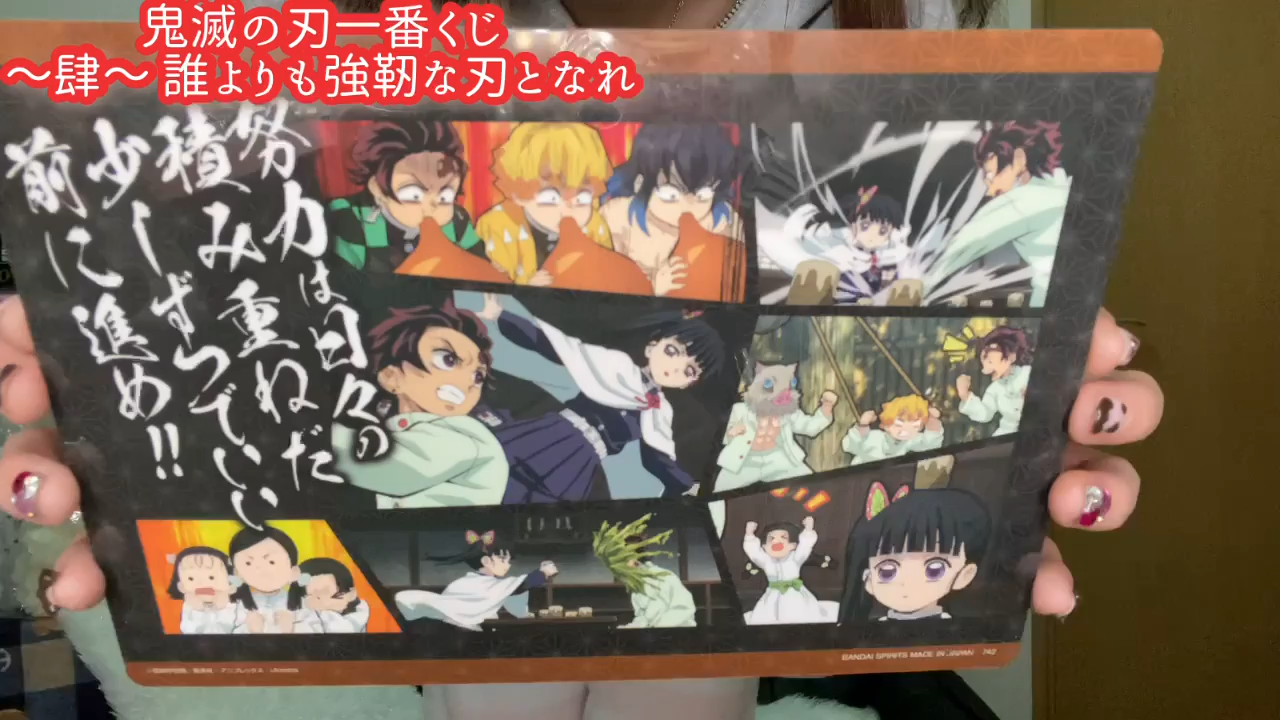 鬼滅の刃一番くじ
～肆～ 誰よりも強靭な刃となれ
努力は日々の
積み重ねだ
少しずつでいい
前に進め!!
BANDAI SPIRITS MADE IN JAPAN